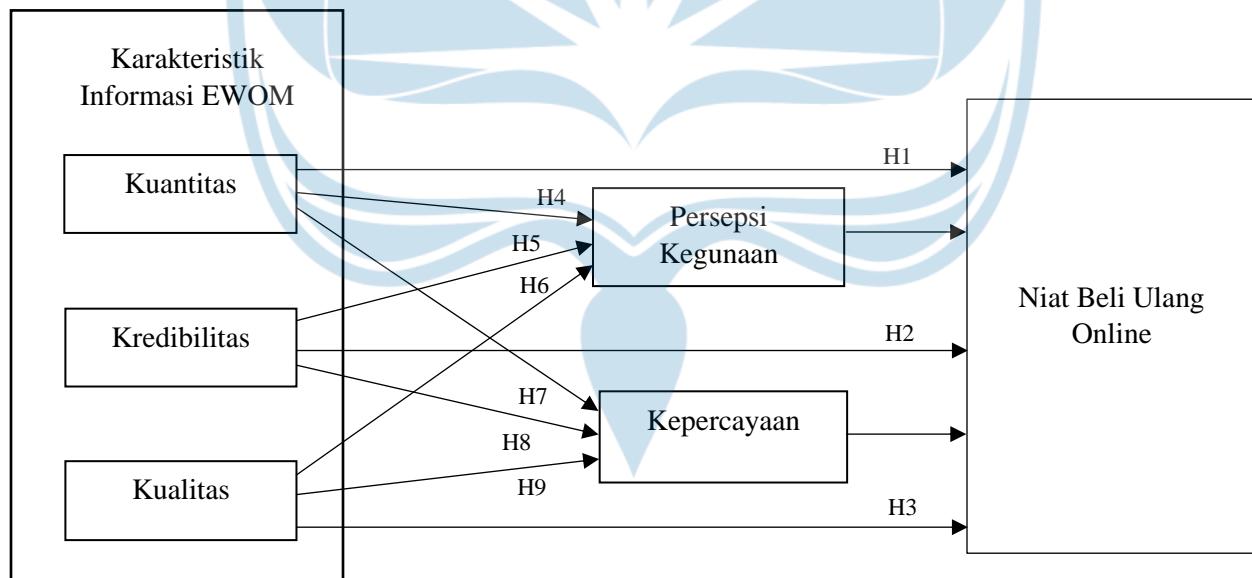 Karakteristik
Informasi EWOM
Kuantitas
Kredibilitas
Kualitas
H1
H4
H5
H6
H2
H7
H8
H9
H3
Persepsi
Kegunaan
Kepercayaan
Niat Beli Ulang
Online